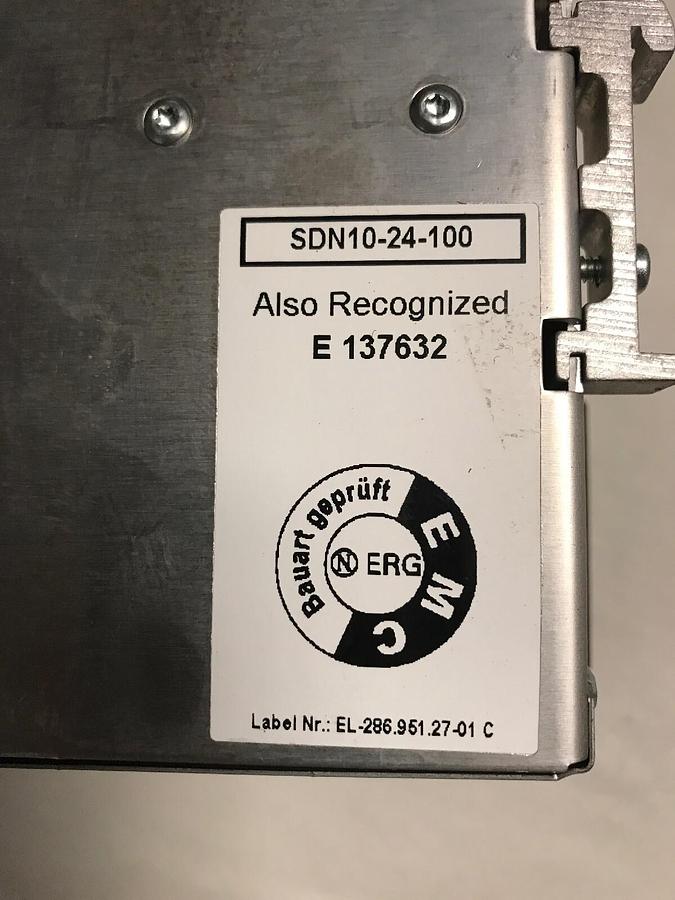 SDN10-24-100
Also Recognized
E 137632
Bauart geprüft
EMC
N ERG
Label Nr.: EL-286.951.27-01 C